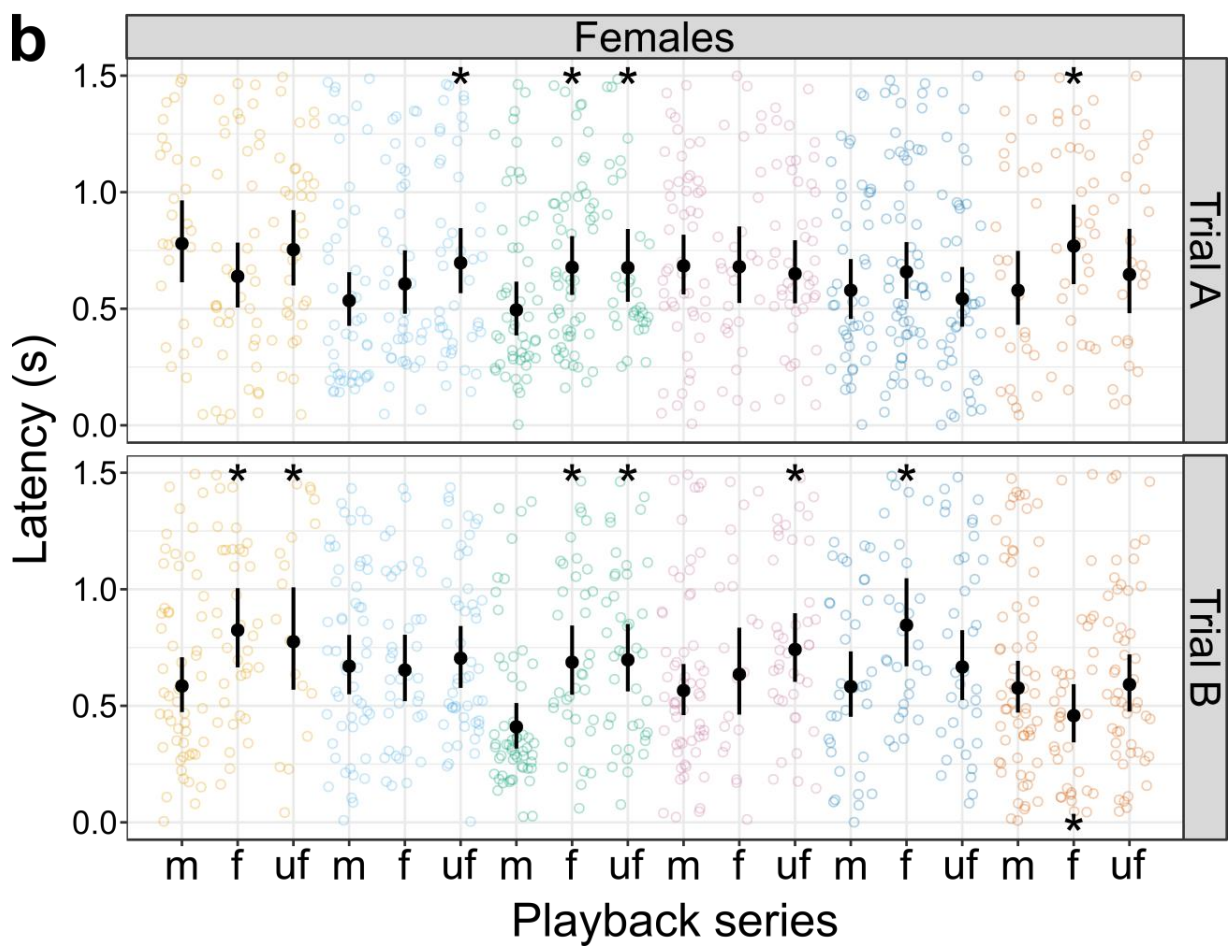 b
Females
Latency (s)
1.5 * * * *
1.0
0.5
0.0
Trial A
1.5 * * * * * *
1.0
0.5
0.0 *
Trial B
m f uf m f uf m f uf m f uf m f uf m f uf
Playback series